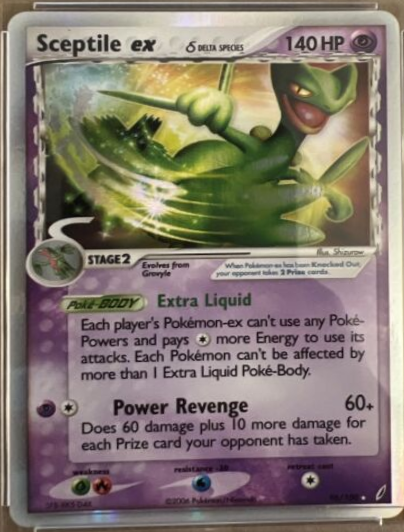 Sceptile ex δ DELTA SPECIES 140 HP
Illus. Shizurow
STAGE 2 Evolves from Grovyle
When Pokémon-ex has been Knocked Out,
your opponent takes 2 Prize cards.
Poké-BODY Extra Liquid
Each player's Pokémon-ex can't use any Poké-
Powers and pays more Energy to use its
attacks. Each Pokémon can't be affected by
more than 1 Extra Liquid Poké-Body.
Power Revenge 60+
Does 60 damage plus 10 more damage for
each Prize card your opponent has taken.
weakness resistance -30 retreat cost
©2006 Pokémon/Nintendo